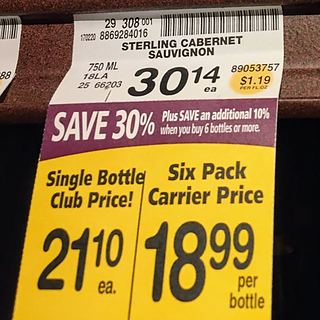 29 308 001
170220 8869284016
STERLING CABERNET
SAUVIGNON
750 ML
18LA
25 66203
30 14
ea
89053757
$1.19
PER FL.OZ
88
SAVE 30% Plus SAVE an additional 10%
when you buy 6 bottles or more.
Single Bottle
Club Price!
21 10
ea.
Six Pack
Carrier Price
18 99
per
bottle